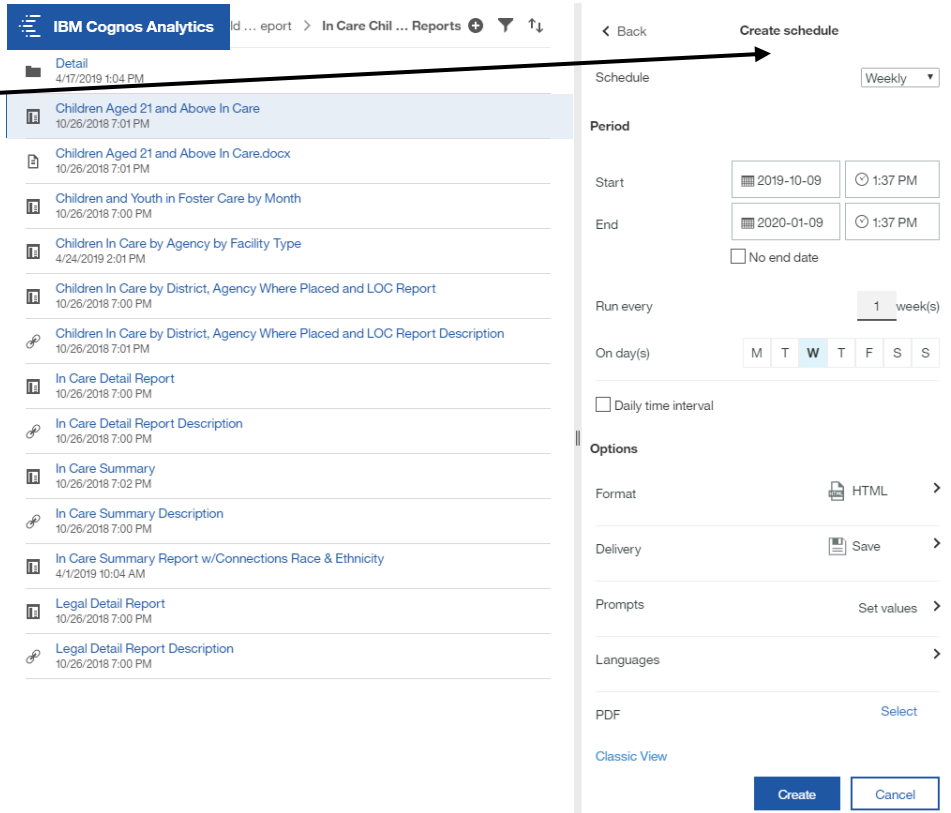 IBM Cognos Analytics
ld ... eport > In Care Chil ... Reports
Detail
4/17/2019 1:04 PM
Children Aged 21 and Above In Care
10/26/2018 7:01 PM
Children Aged 21 and Above In Care.docx
10/26/2018 7:01 PM
Children and Youth in Foster Care by Month
10/26/2018 7:00 PM
Children In Care by Agency by Facility Type
4/24/2019 2:01 PM
Children In Care by District, Agency Where Placed and LOC Report
10/26/2018 7:00 PM
Children In Care by District, Agency Where Placed and LOC Report Description
10/26/2018 7:01 PM
In Care Detail Report
10/26/2018 7:00 PM
In Care Detail Report Description
10/26/2018 7:00 PM
In Care Summary
10/26/2018 7:02 PM
In Care Summary Description
10/26/2018 7:00 PM
In Care Summary Report w/Connections Race & Ethnicity
4/1/2019 10:04 AM
Legal Detail Report
10/26/2018 7:00 PM
Legal Detail Report Description
10/26/2018 7:00 PM
Back
Create schedule
Schedule Weekly
Period
Start 2019-10-09 1:37 PM
End 2020-01-09 1:37 PM
No end date
Run every 1 week(s)
On day(s) M T W T F S S
Daily time interval
Options
Format HTML
Delivery Save
Prompts Set values
Languages
PDF Select
Classic View
Create Cancel